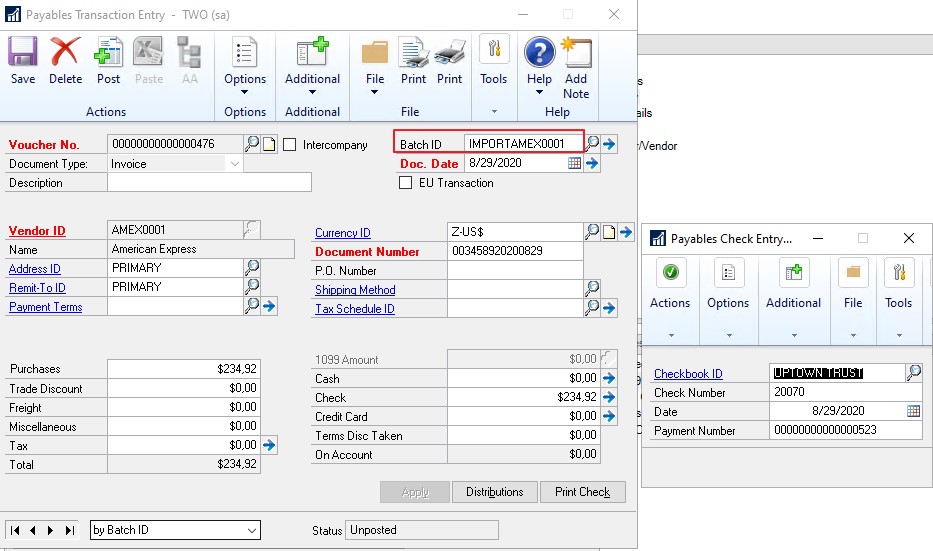 Payables Transaction Entry - TWO (sa)
Save Delete Post Paste AA Options Additional File Print Print Tools Help Add Note
Actions Options Additional File Help
Voucher No. 00000000000000476 Intercompany Batch ID IMPORTAMEX0001
Document Type: Invoice Doc. Date 8/29/2020
Description EU Transaction
Vendor ID AMEX0001 Currency ID Z-US$
Name American Express Document Number 003458920200829
Address ID PRIMARY P.O. Number
Remit-To ID PRIMARY Shipping Method
Payment Terms Tax Schedule ID
1099 Amount $0,00
Purchases $234,92 Cash $0,00
Trade Discount $0,00 Check $234,92
Freight $0,00 Credit Card $0,00
Miscellaneous $0,00 Terms Disc Taken $0,00
Tax $0,00 On Account $0,00
Total $234,92
Apply Distributions Print Check
by Batch ID Status Unposted
ails
/Vendor
Payables Check Entry...
Actions Options Additional File Tools
Checkbook ID UPTOWN TRUST
Check Number 20070
Date 8/29/2020
Payment Number 00000000000000523